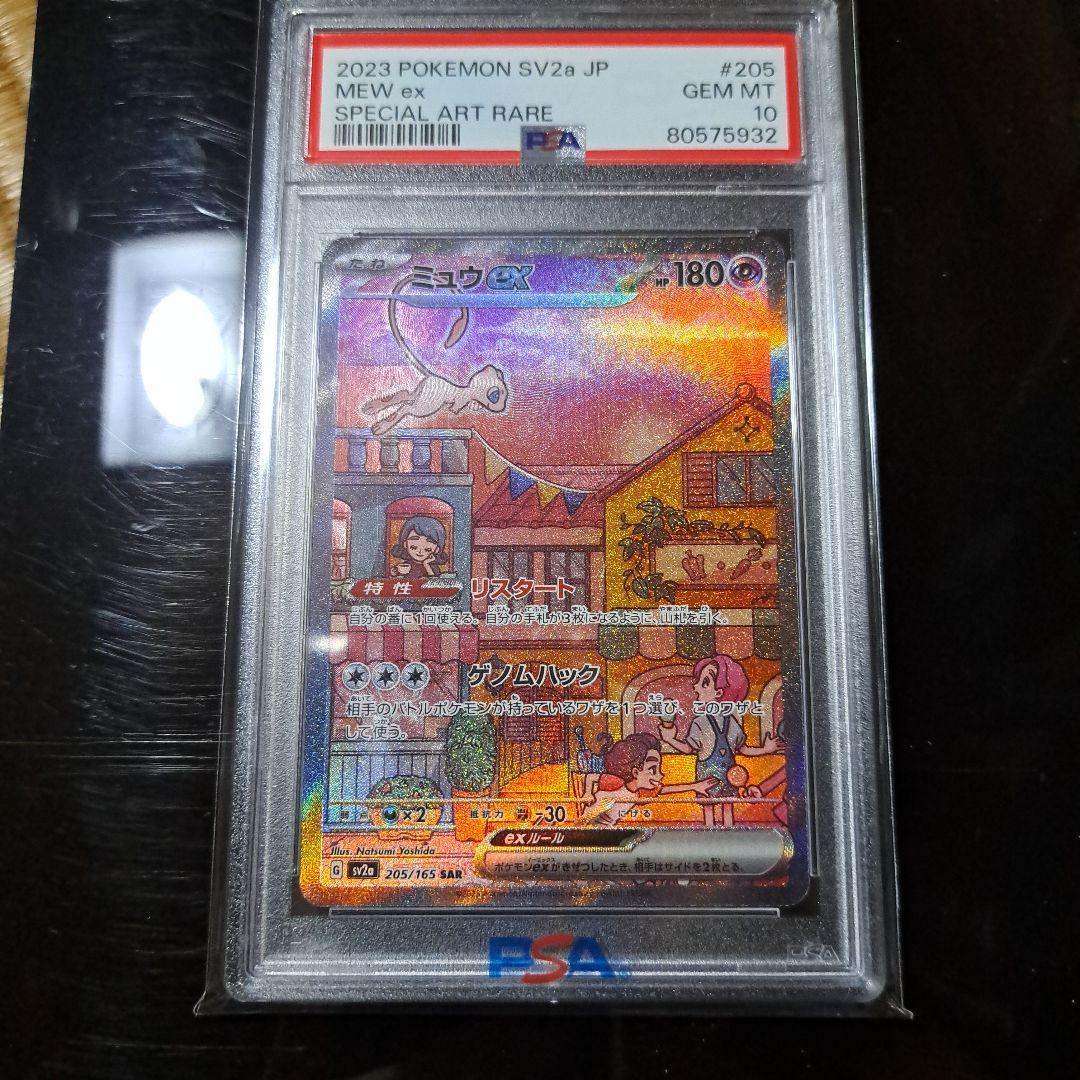 2023 POKEMON SV2a JP #205
MEW ex GEM MT
SPECIAL ART RARE 10
PSA 80575932
たね ミュウex HP 180
特性 リスタート
自分の番に1回使える。自分の手札が3枚になるように、山札を引く。
ゲノムハック
相手のバトルポケモンが持っているワザを1つ選び、このワザと
して使う。
弱点 ×2 抵抗力 -30 にげる
exルール
ポケモンexがきぜつしたとき、相手はサイドを2枚とる。
Illus. Natsumi Yoshida
G sv2a 205/165 SAR
PSA
PSA